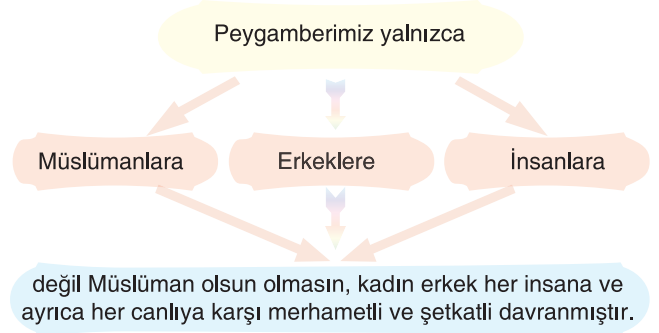 Peygamberimiz yalnızca
Müslümanlara
Erkeklere
İnsanlara
değil Müslüman olsun olmasın, kadın erkek her insana ve
ayrıca her canlıya karşı merhametli ve şetkatli davranmıştır.